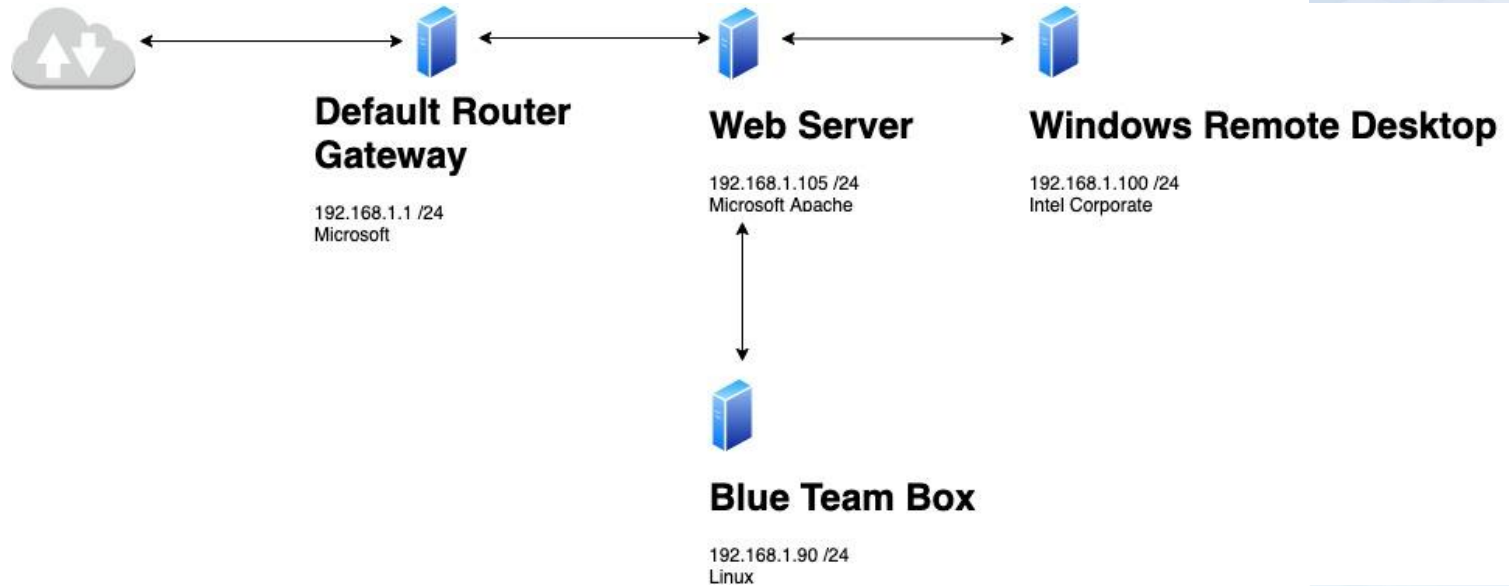 Default Router
Gateway
192.168.1.1 /24
Microsoft
Web Server
192.168.1.105 /24
Microsoft Apache
Windows Remote Desktop
192.168.1.100 /24
Intel Corporate
Blue Team Box
192.168.1.90 /24
Linux